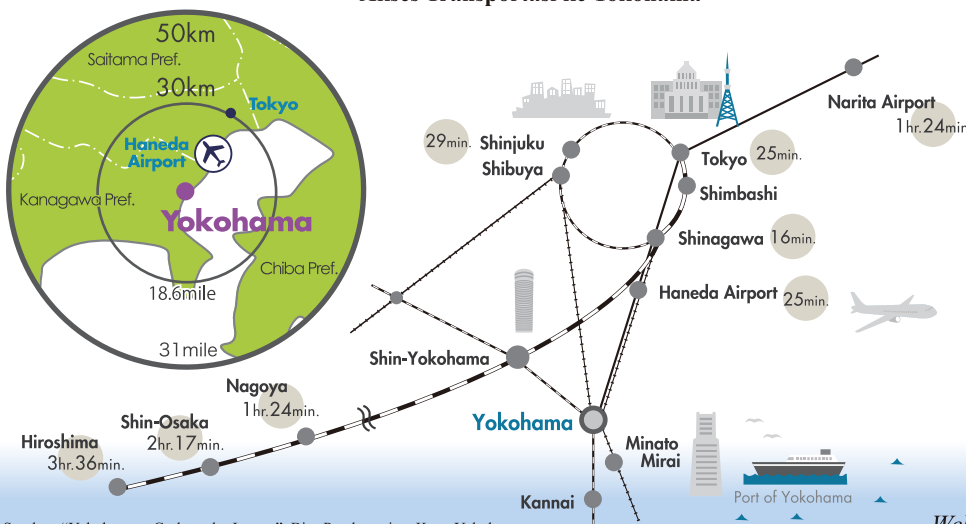 50km
Saitama Pref.
30km
Tokyo
Haneda
Airport
Kanagawa Pref.
Yokohama
Chiba Pref.
18.6mile
31mile
Narita Airport
1hr.24min.
29min.
Shinjuku
Shibuya
Tokyo
25min.
Shimbashi
Shinagawa
16min.
Haneda Airport
25min.
Shin-Yokohama
Nagoya
1hr.24min.
Shin-Osaka
2hr.17min.
Hiroshima
3hr.36min.
Yokohama
Minato
Mirai
Kannai
Port of Yokohama